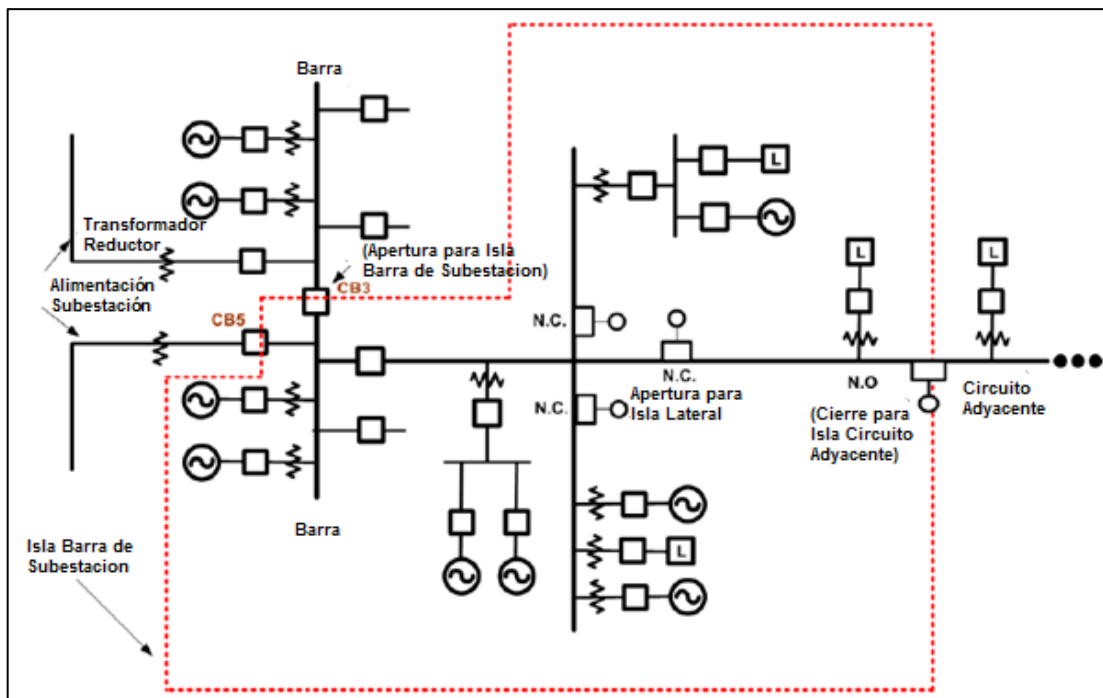 Barra
Transformador
Reductor
(Apertura para Isla
Barra de Subestacion)
Alimentación
Subestación
CB3
CB5
L
N.C.
N.C.
N.C.
Apertura para
Isla Lateral
L
L
N.O
(Cierre para
Isla Circuito
Adyacente)
Circuito
Adyacente
L
Barra
Isla Barra de
Subestacion